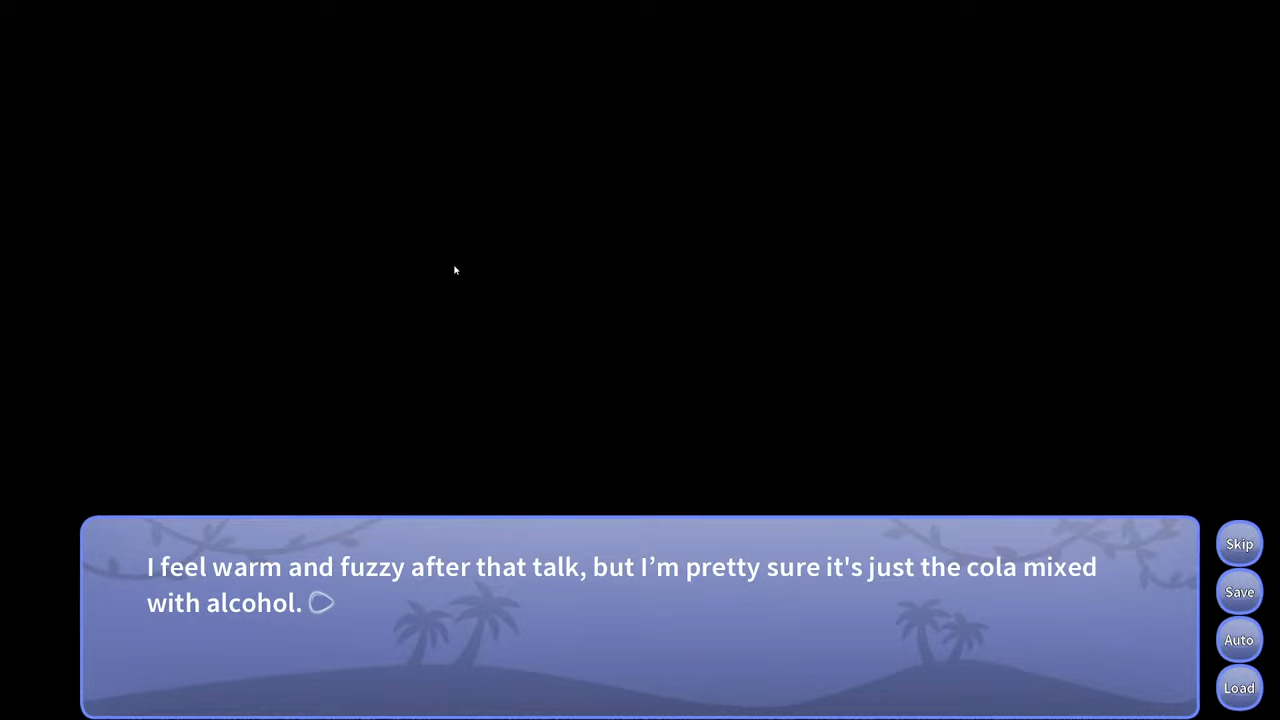 I feel warm and fuzzy after that talk, but I’m pretty sure it's just the cola mixed
with alcohol.
Skip
Save
Auto
Load